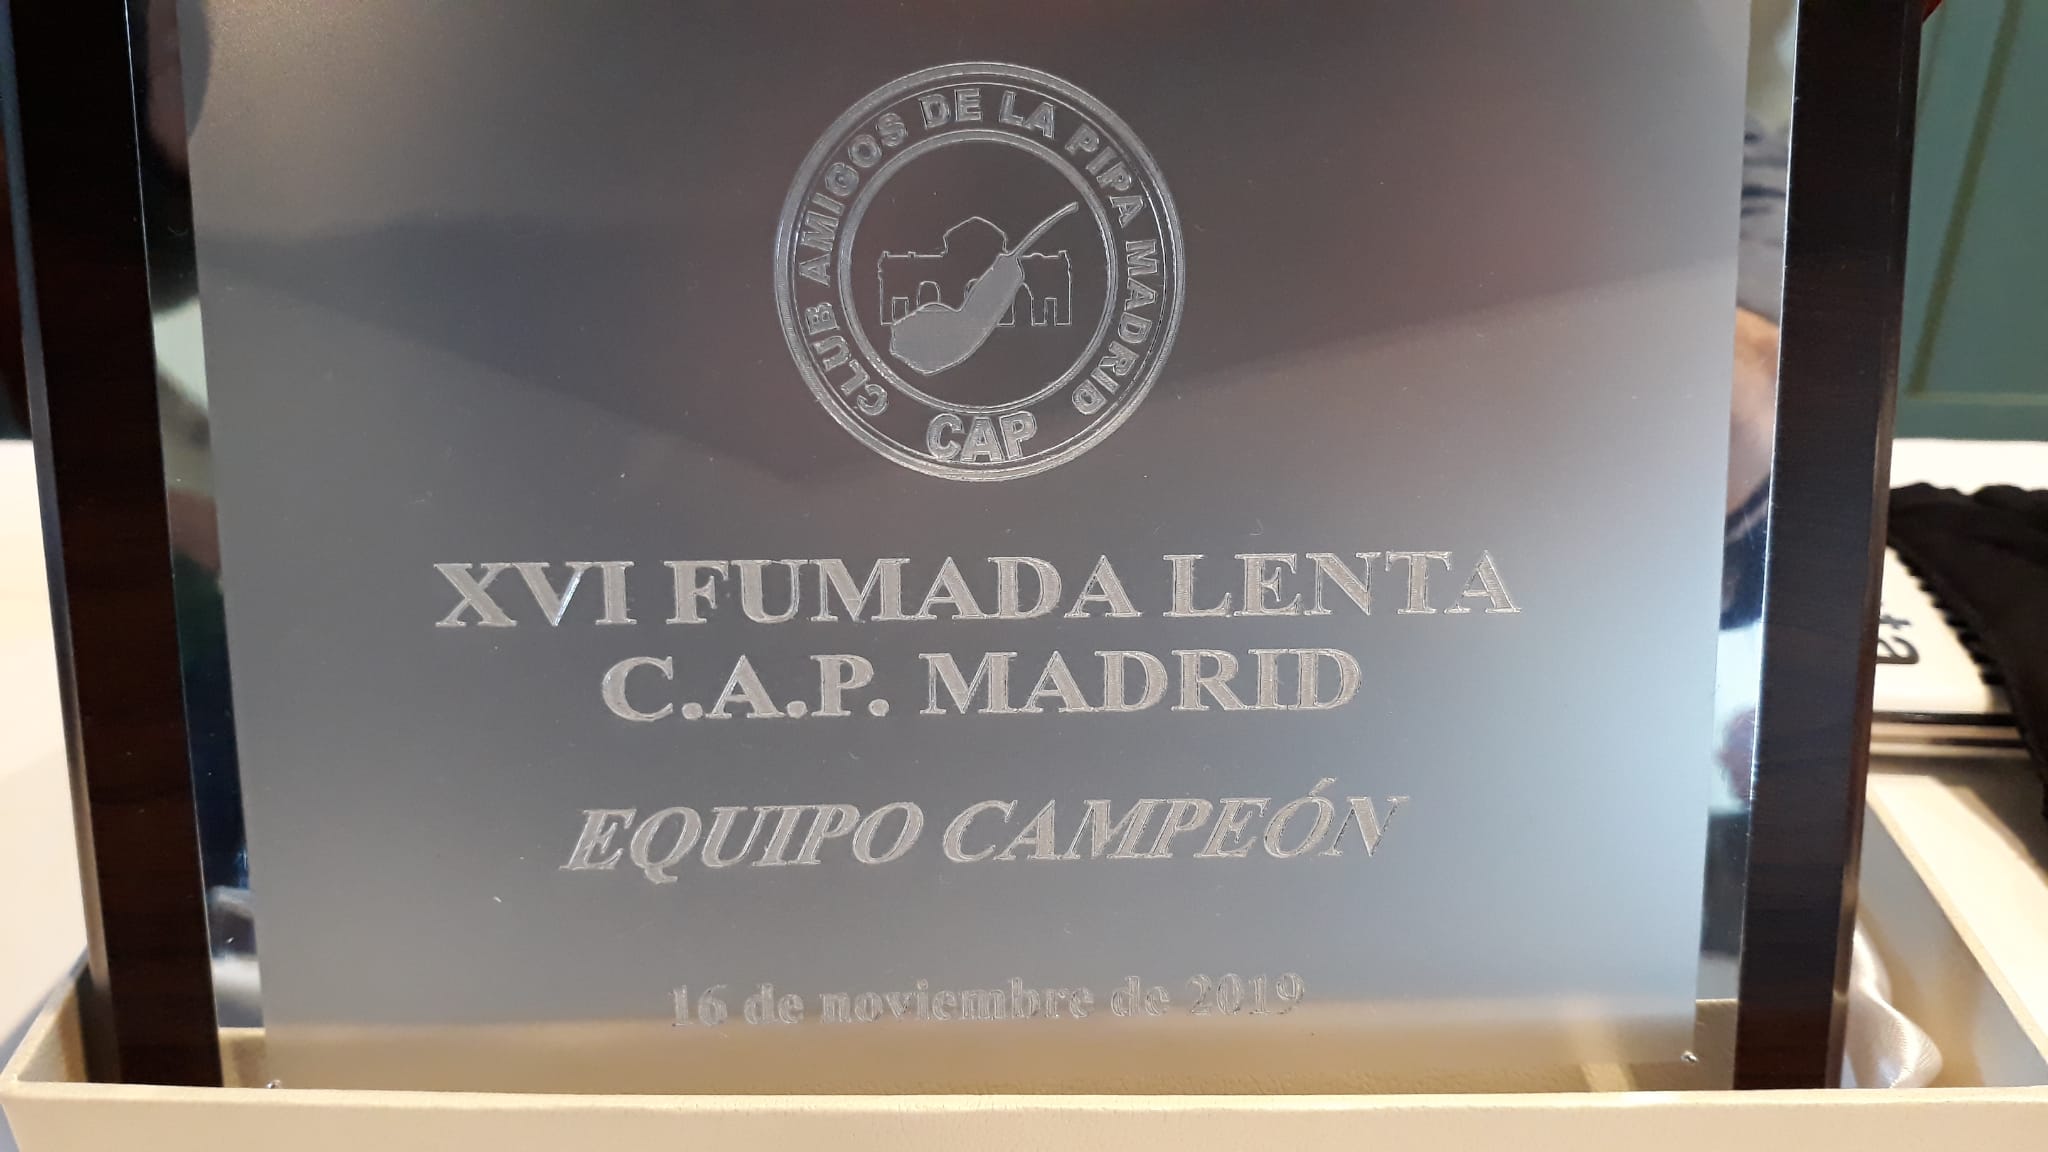 CLUB AMIGOS DE LA PIPA MADRID
CAP
XVI FUMADA LENTA
C.A.P. MADRID
EQUIPO CAMPEÓN
16 de noviembre de 2019